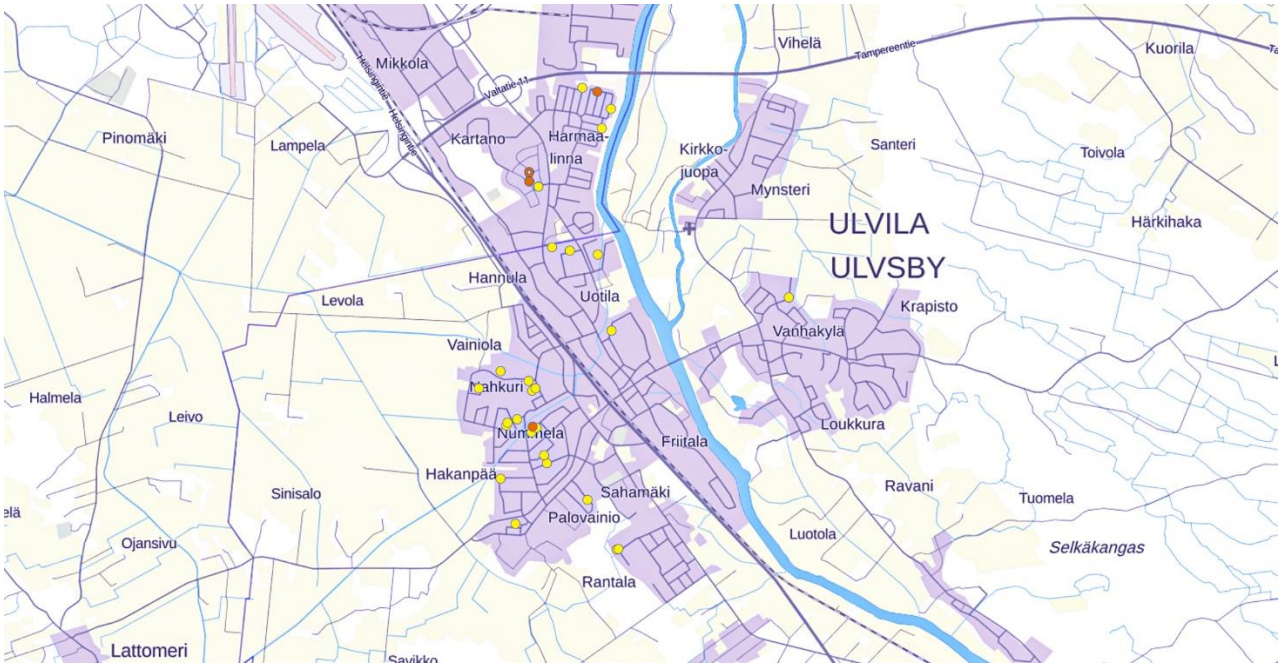 Vihelä
Kuorila
Tampereentie
Mikkola
Helsingintie
Helsingintie
Valtatie 11
Pinomäki
Lampela
Kartano
Harmaa-
linna
Kirkko-
juopa
Santeri
Toivola
Mynsteri
ULVILA
ULVSBY
Härkihaka
Hannula
Levola
Uotila
Krapisto
Vanhakylä
Vainiola
Nahkuri
Halmela
Leivo
Loukkura
Nummela
Friitala
Hakanpää
Sinisalo
Sahamäki
Ravani
Tuomela
Palovainio
Ojansivu
Luotola
Selkäkangas
Rantala
Lattomeri
Savikko